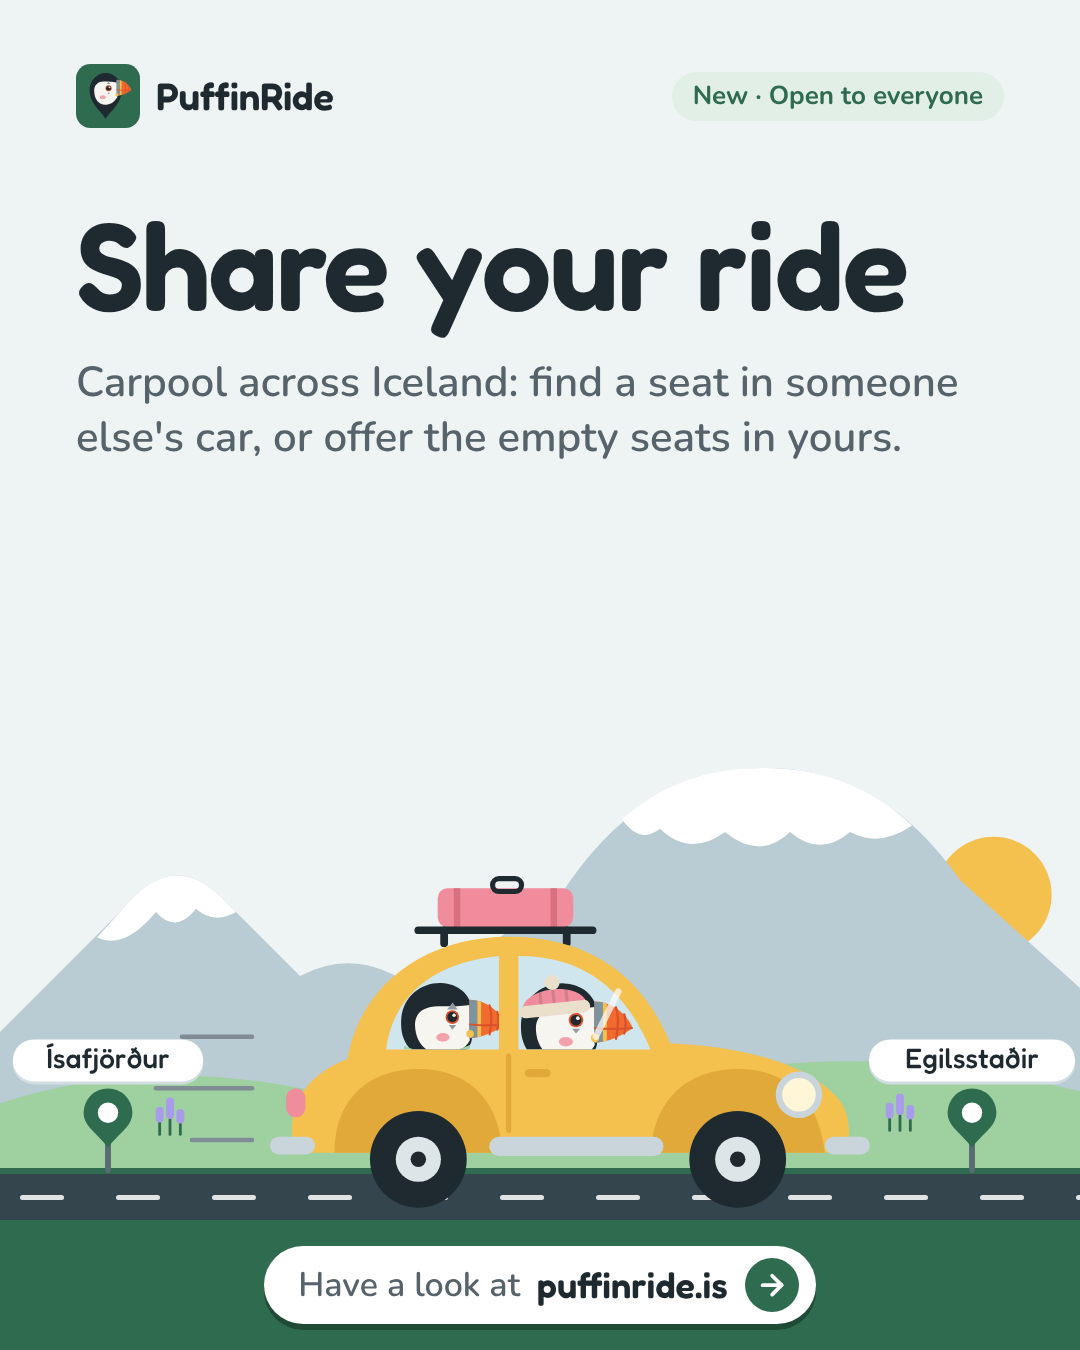 PuffinRide
New · Open to everyone
Share your ride
Carpool across Iceland: find a seat in someone
else's car, or offer the empty seats in yours.
Ísafjörður
Egilsstaðir
Have a look at puffinride.is